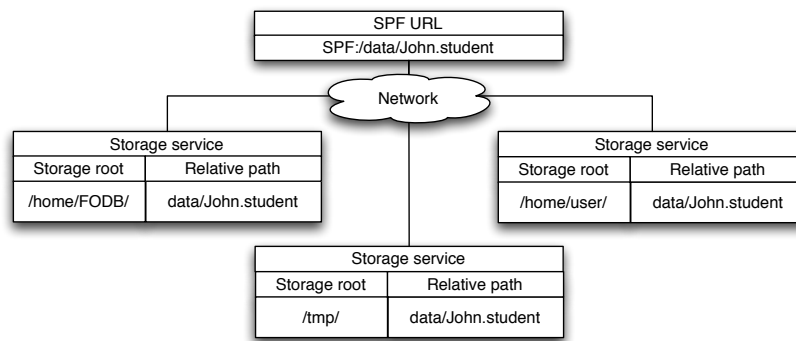 SPF URL
SPF:/data/John.student
Network
Storage service
Storage root Relative path
/home/FODB/ data/John.student
Storage service
Storage root Relative path
/home/user/ data/John.student
Storage service
Storage root Relative path
/tmp/ data/John.student